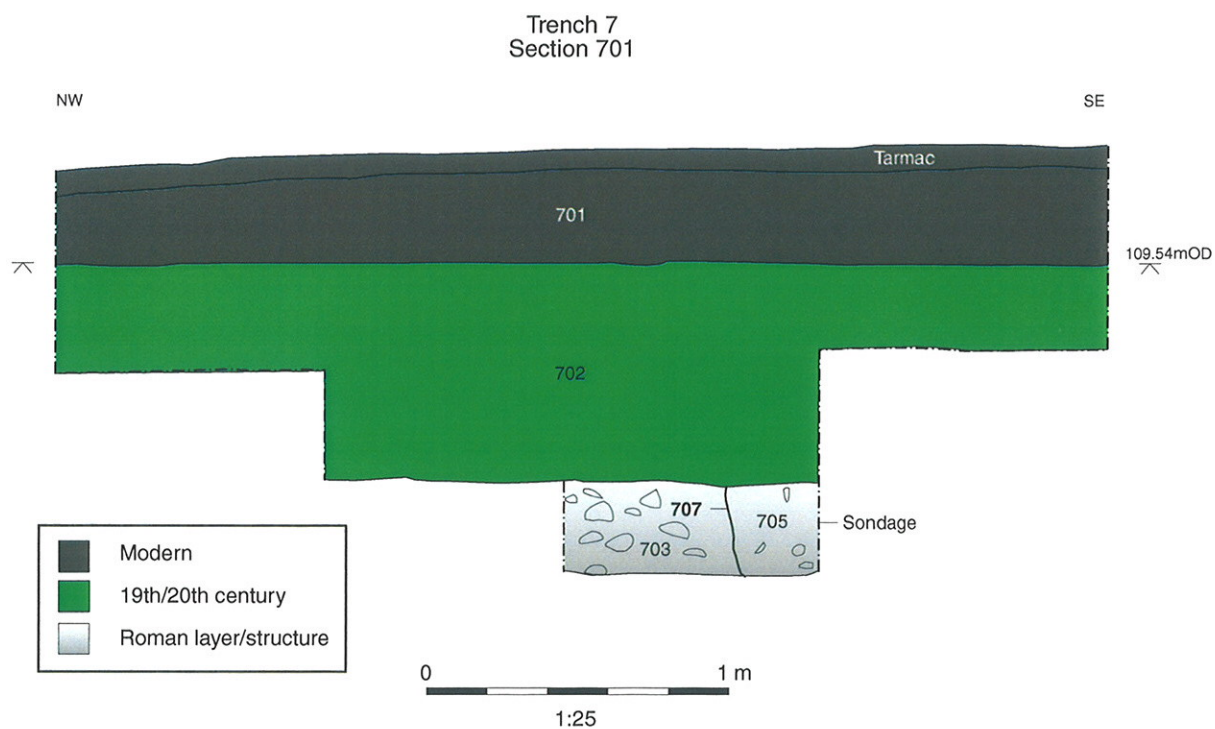 Trench 7
Section 701
NW
SE
Tarmac
701
109.54mOD
702
707
705
Sondage
703
Modern
19th/20th century
Roman layer/structure
0
1 m
1:25